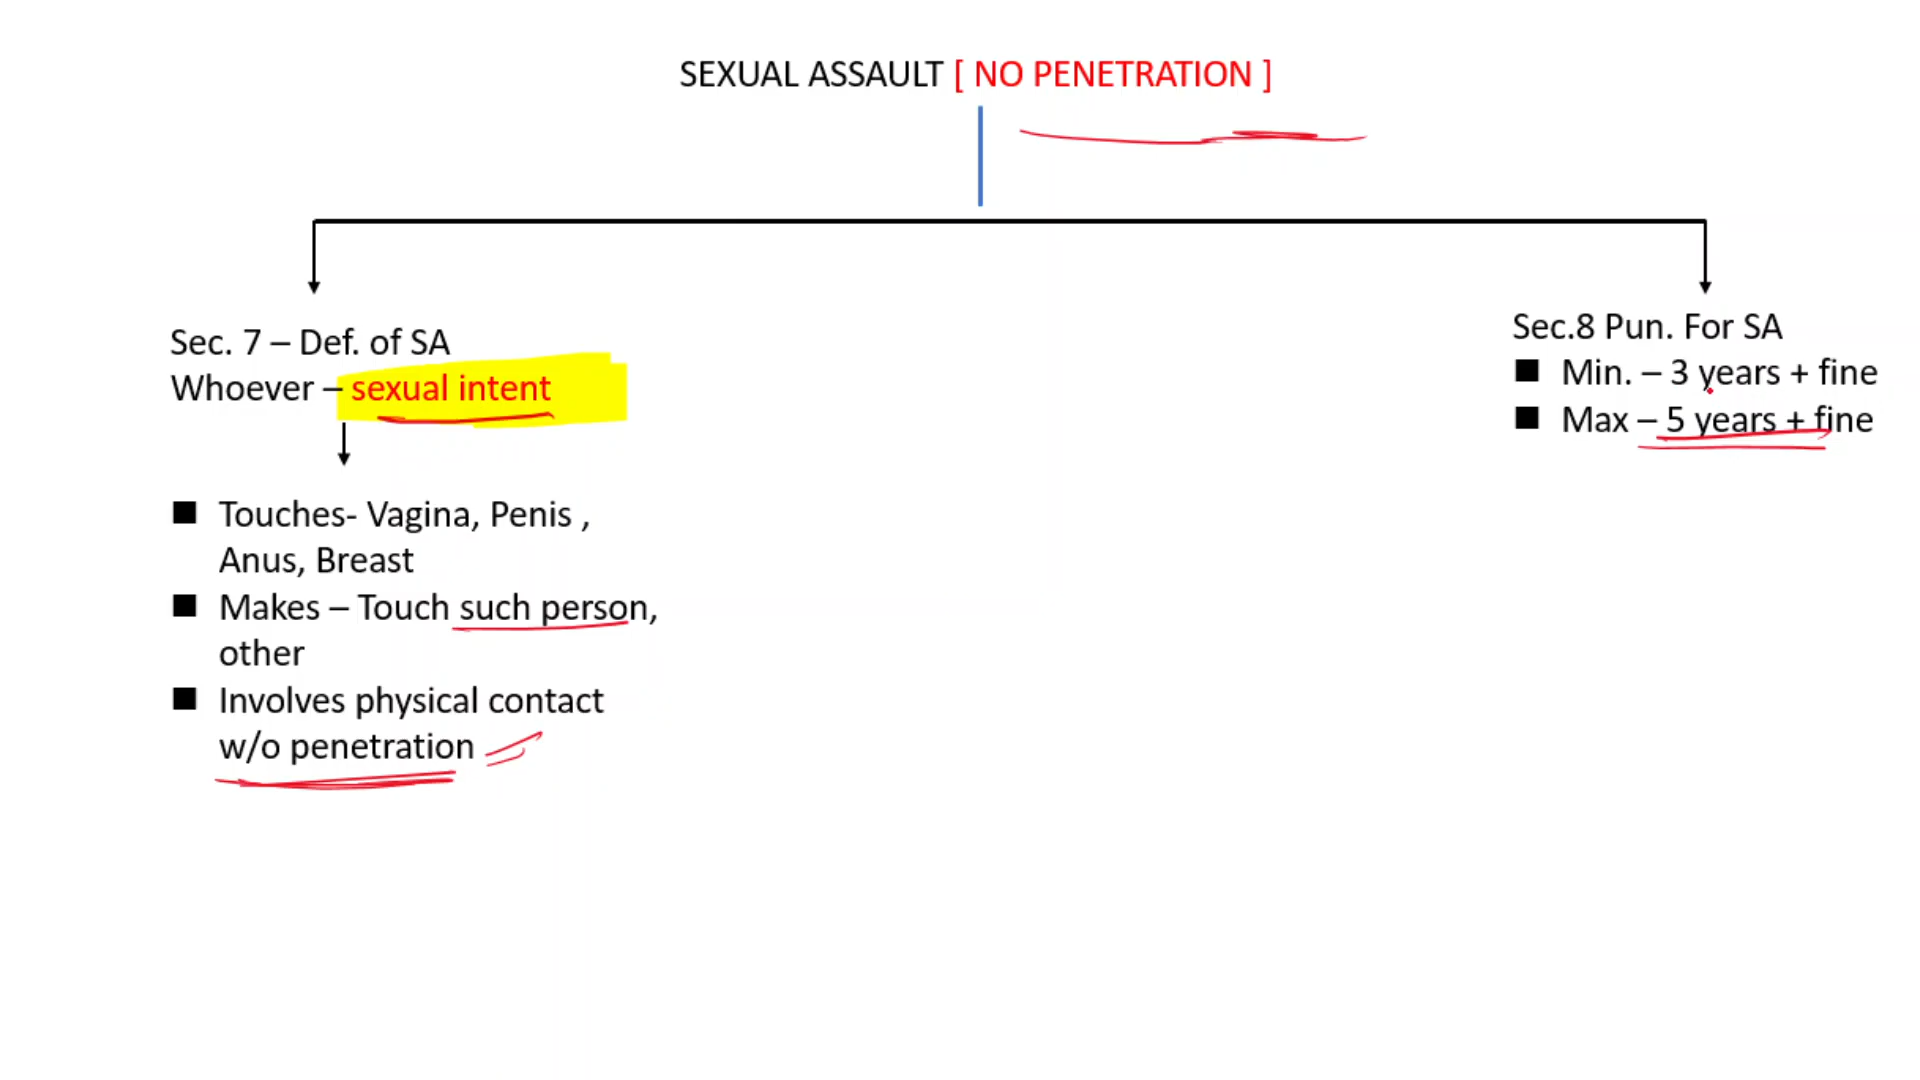 SEXUAL ASSAULT [ NO PENETRATION ]
Sec. 7 – Def. of SA
Whoever – sexual intent
■ Touches- Vagina, Penis ,
Anus, Breast
■ Makes – Touch such person,
other
■ Involves physical contact
w/o penetration
Sec.8 Pun. For SA
■ Min. – 3 years + fine
■ Max – 5 years + fine